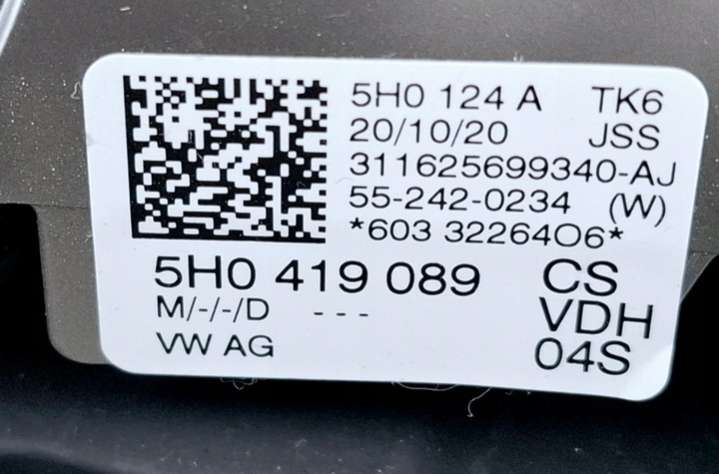 5H0 124 A TK6
20/10/20 JSS
311625699340-AJ
55-242-0234 (W)
*603 3226406*
5H0 419 089 CS
M/-/-/D --- VDH
VW AG 04S